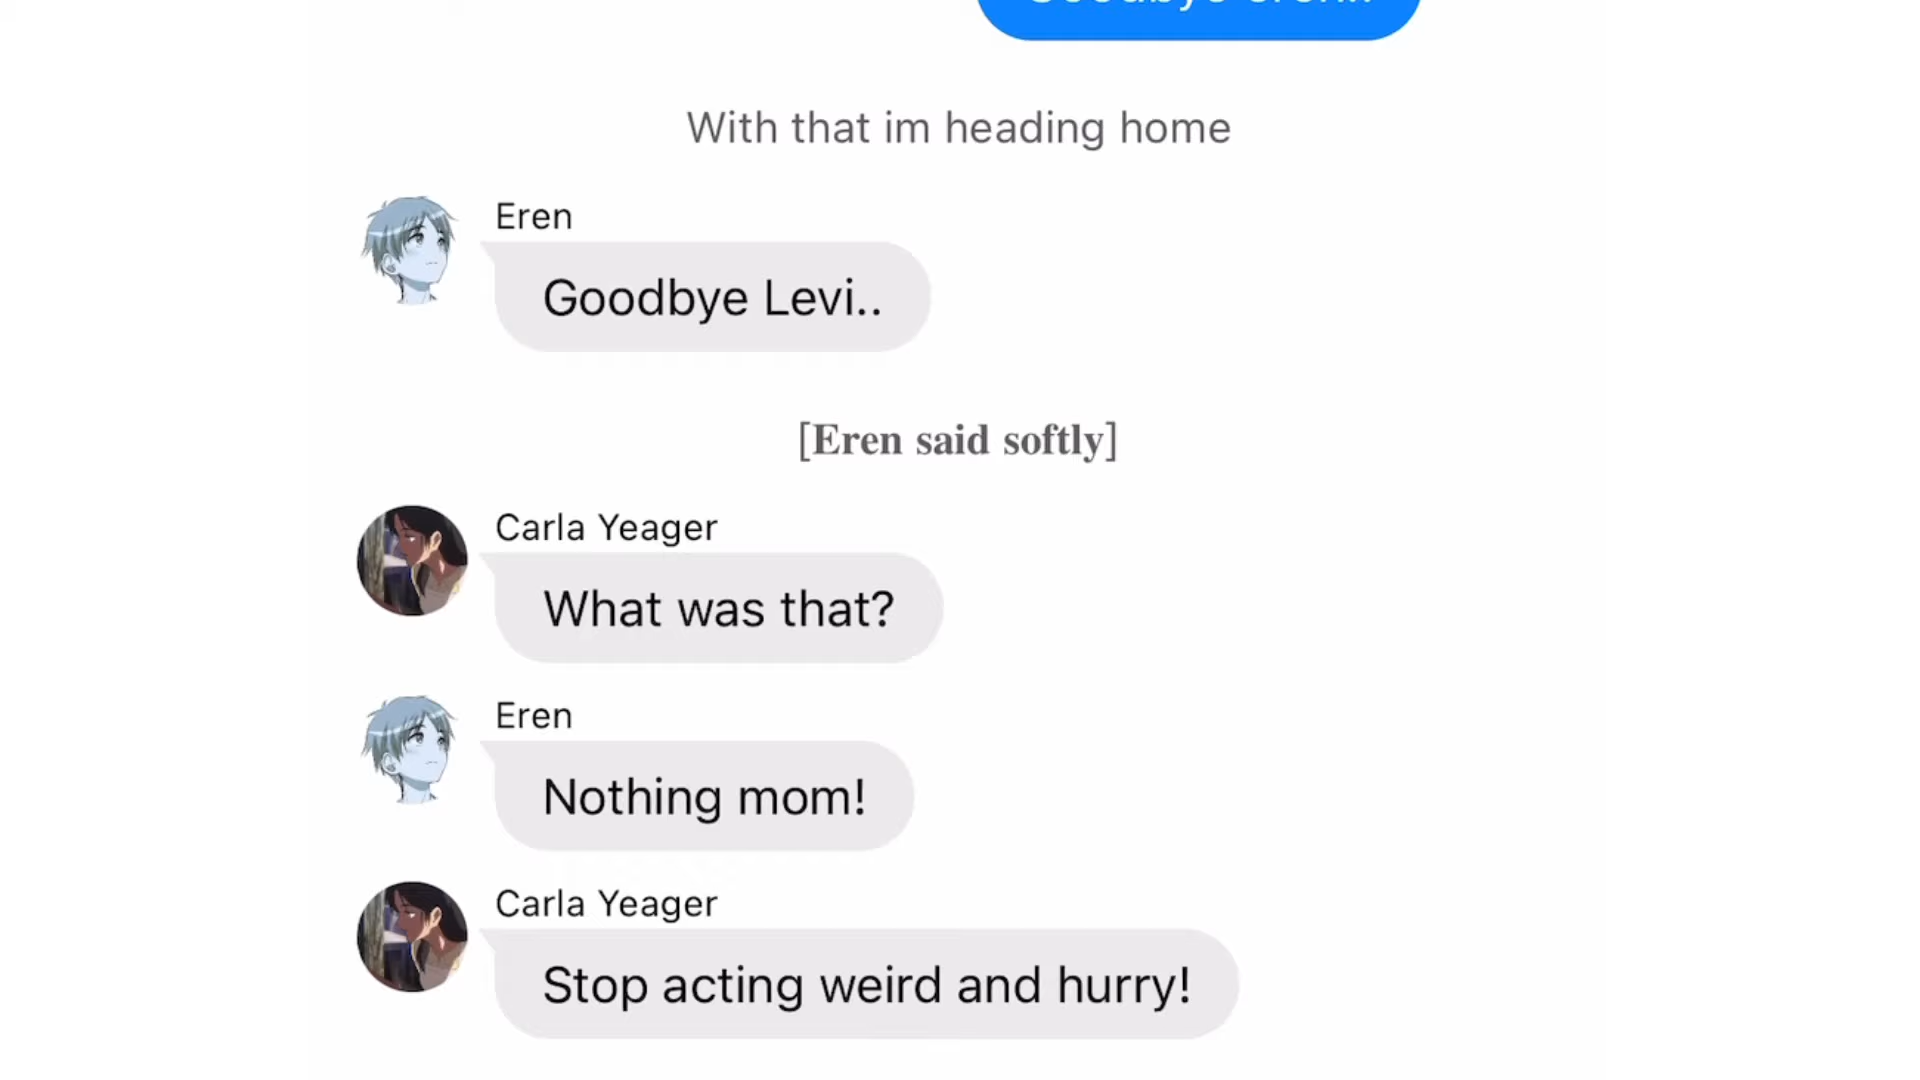 With that im heading home
Eren
Goodbye Levi..
[Eren said softly]
Carla Yeager
What was that?
Eren
Nothing mom!
Carla Yeager
Stop acting weird and hurry!